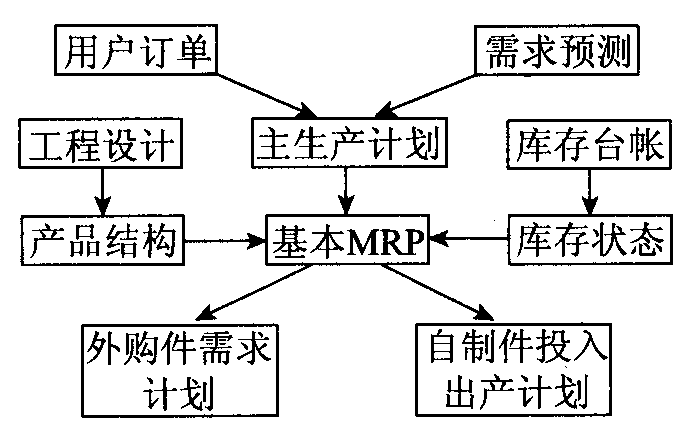 用户订单
需求预测
工程设计
主生产计划
库存台帐
产品结构
基本MRP
库存状态
外购件需求
计划
自制件投入
出产计划